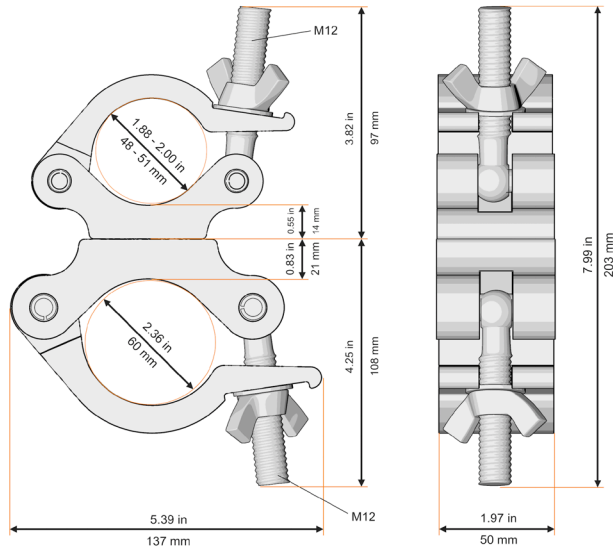 M12
1.88 - 2.00 in
48 - 51 mm
3.82 in
97 mm
0.55 in
14 mm
0.83 in
21 mm
2.36 in
60 mm
4.25 in
108 mm
M12
5.39 in
137 mm
7.99 in
203 mm
1.97 in
50 mm